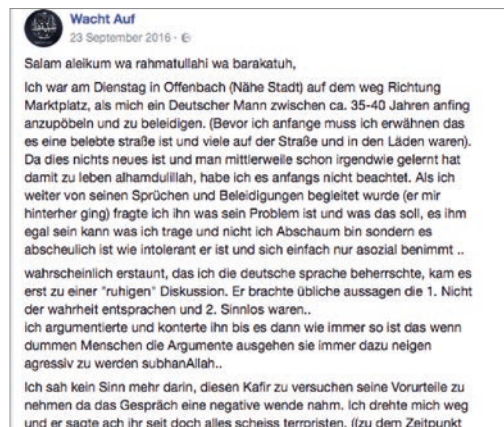 Wacht Auf
23 September 2016 ·
Salam aleikum wa rahmatullahi wa barakatuh,
Ich war am Dienstag in Offenbach (Nähe Stadt) auf dem weg Richtung
Marktplatz, als mich ein Deutscher Mann zwischen ca. 35-40 Jahren anfing
anzupöbeln und zu beleidigen. (Bevor ich anfange muss ich erwähnen das
es eine belebte straße ist und viele auf der Straße und in den Läden waren).
Da dies nichts neues ist und man mittlerweile schon irgendwie gelernt hat
damit zu leben alhamdulillah, habe ich es anfangs nicht beachtet. Als ich
weiter von seinen Sprüchen und Beleidigungen begleitet wurde (er mir
hinterher ging) fragte ich ihn was sein Problem ist und was das soll, es ihm
egal sein kann was ich trage und nicht ich Abschaum bin sondern es
abscheulich ist wie intolerant er ist und sich einfach nur asozial benimmt ..
wahrscheinlich erstaunt, das ich die deutsche sprache beherrschte, kam es
erst zu einer "ruhigen" Diskussion. Er brachte übliche aussagen die 1. Nicht
der wahrheit entsprachen und 2. Sinnlos waren..
ich argumentierte und konterte ihn bis es dann wie immer so ist das wenn
dummen Menschen die Argumente ausgehen sie immer dazu neigen
agressiv zu werden subhanAllah..
Ich sah kein Sinn mehr darin, diesen Kafir zu versuchen seine Vorurteile zu
nehmen da das Gespräch eine negative wende nahm. Ich drehte mich weg
und er sagte ach ihr seit doch alles scheiss terroristen. ((zu dem Zeitpunkt